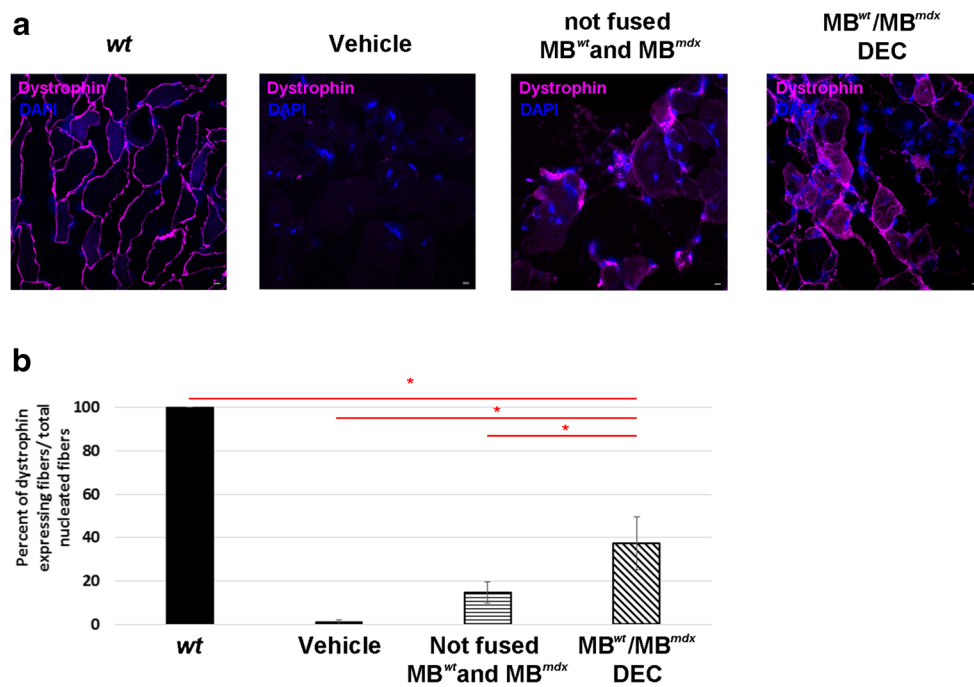 a
wt
Vehicle
not fused
MBwt and MBmdx
MBwt/MBmdx
DEC
Dystrophin
DAPI
Dystrophin
DAPI
Dystrophin
DAPI
Dystrophin
DAPI
b
Percent of dystrophin
expressing fibers/ total
nucleated fibers
100
80
60
40
20
0
*
*
*
wt
Vehicle
Not fused
MBwt and MBmdx
MBwt/MBmdx
DEC